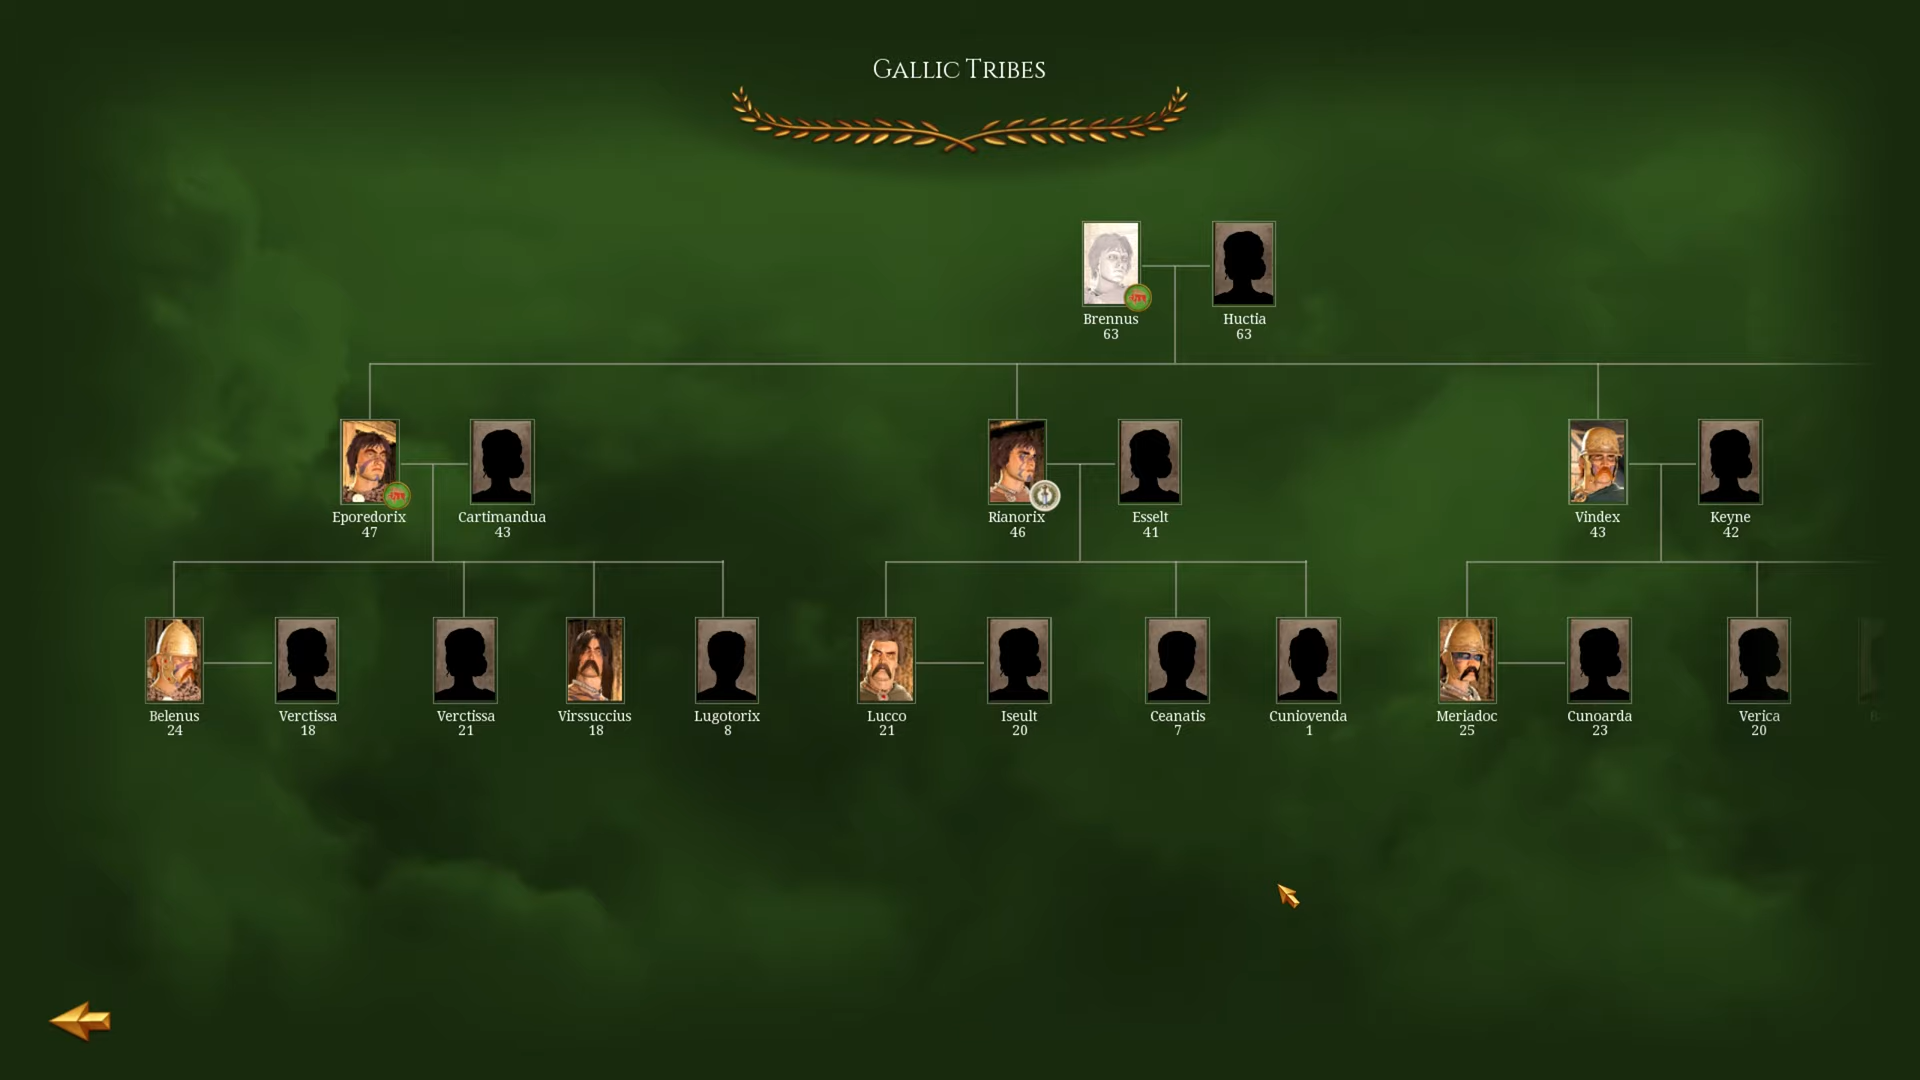 GALLIC TRIBES
Brennus
63
Huctia
63
Eporedorix
47
Cartimandua
43
Rianorix
46
Esselt
41
Vindex
43
Keyne
42
Belenus
24
Verctissa
18
Verctissa
21
Virssuccius
18
Lugotorix
8
Lucco
21
Iseult
20
Ceanatis
7
Cuniovenda
1
Meriadoc
25
Cunoarda
23
Verica
20